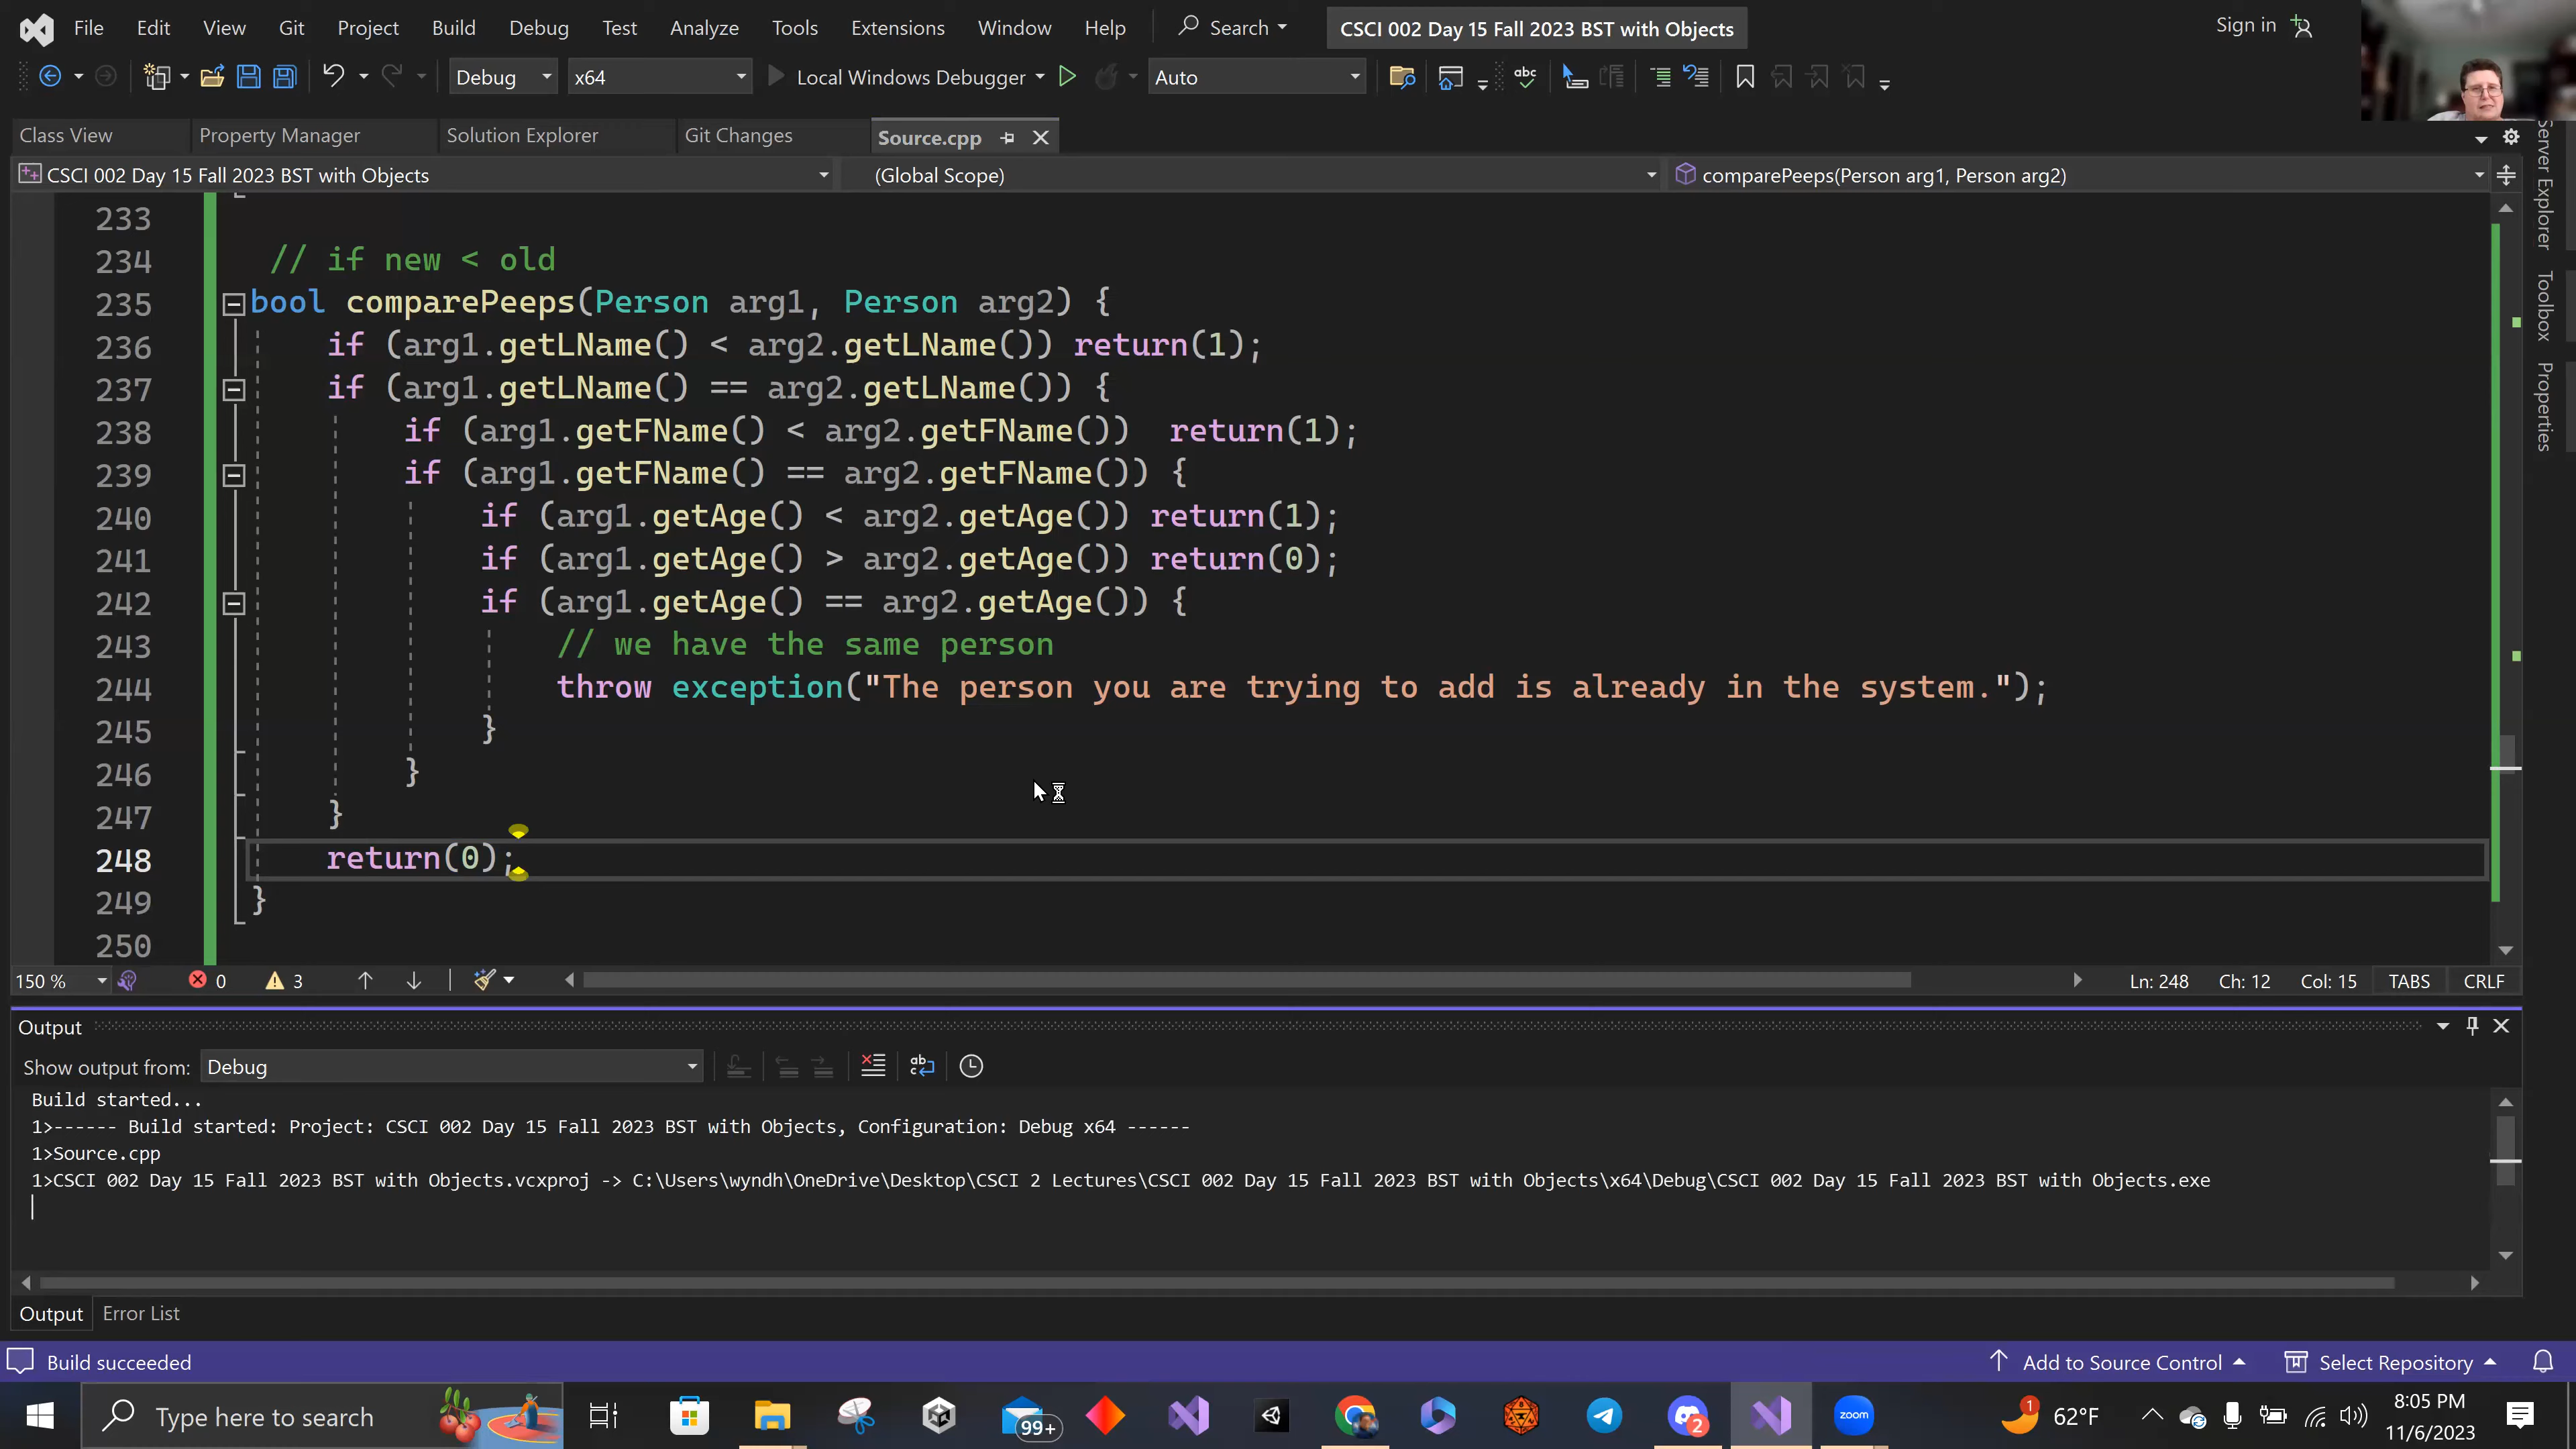 File Edit View Git Project Build Debug Test Analyze Tools Extensions Window Help Search CSCI 002 Day 15 Fall 2023 BST with Objects Sign in
Debug x64 Local Windows Debugger Auto
Class View Property Manager Solution Explorer Git Changes Source.cpp
CSCI 002 Day 15 Fall 2023 BST with Objects (Global Scope) comparePeeps(Person arg1, Person arg2)
233
234 // if new < old
235 bool comparePeeps(Person arg1, Person arg2) {
236 if (arg1.getLName() < arg2.getLName()) return(1);
237 if (arg1.getLName() == arg2.getLName()) {
238 if (arg1.getFName() < arg2.getFName()) return(1);
239 if (arg1.getFName() == arg2.getFName()) {
240 if (arg1.getAge() < arg2.getAge()) return(1);
241 if (arg1.getAge() > arg2.getAge()) return(0);
242 if (arg1.getAge() == arg2.getAge()) {
243 // we have the same person
244 throw exception("The person you are trying to add is already in the system.");
245 }
246 }
247 }
248 return(0);
249 }
250
Server Explorer
Toolbox
Properties
150 % 0 3 Ln: 248 Ch: 12 Col: 15 TABS CRLF
Output
Show output from: Debug
Build started...
1>------ Build started: Project: CSCI 002 Day 15 Fall 2023 BST with Objects, Configuration: Debug x64 ------
1>Source.cpp
1>CSCI 002 Day 15 Fall 2023 BST with Objects.vcxproj -> C:\Users\wyndh\OneDrive\Desktop\CSCI 2 Lectures\CSCI 002 Day 15 Fall 2023 BST with Objects\x64\Debug\CSCI 002 Day 15 Fall 2023 BST with Objects.exe
Output Error List
Build succeeded Add to Source Control Select Repository
Type here to search 99+ 2 zoom 1 62°F 8:05 PM
11/6/2023